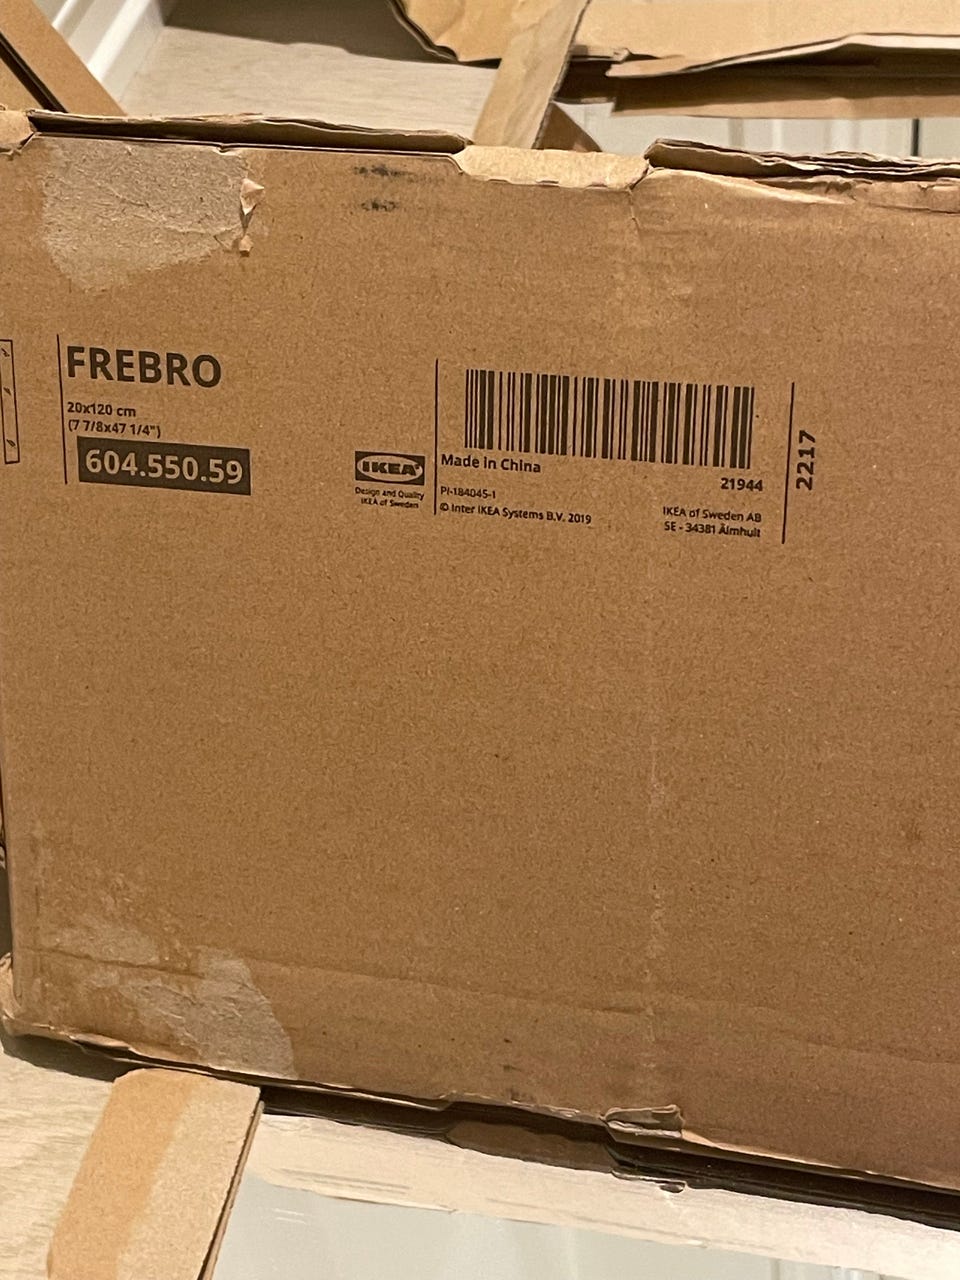 FREBRO
20x120 cm
(7 7/8x47 1/4")
604.550.59
IKEA
Design and Quality
IKEA of Sweden
Made in China
21944
PI-184045-1
© Inter IKEA Systems B.V. 2019
IKEA of Sweden AB
SE - 34381 Älmhult
2217